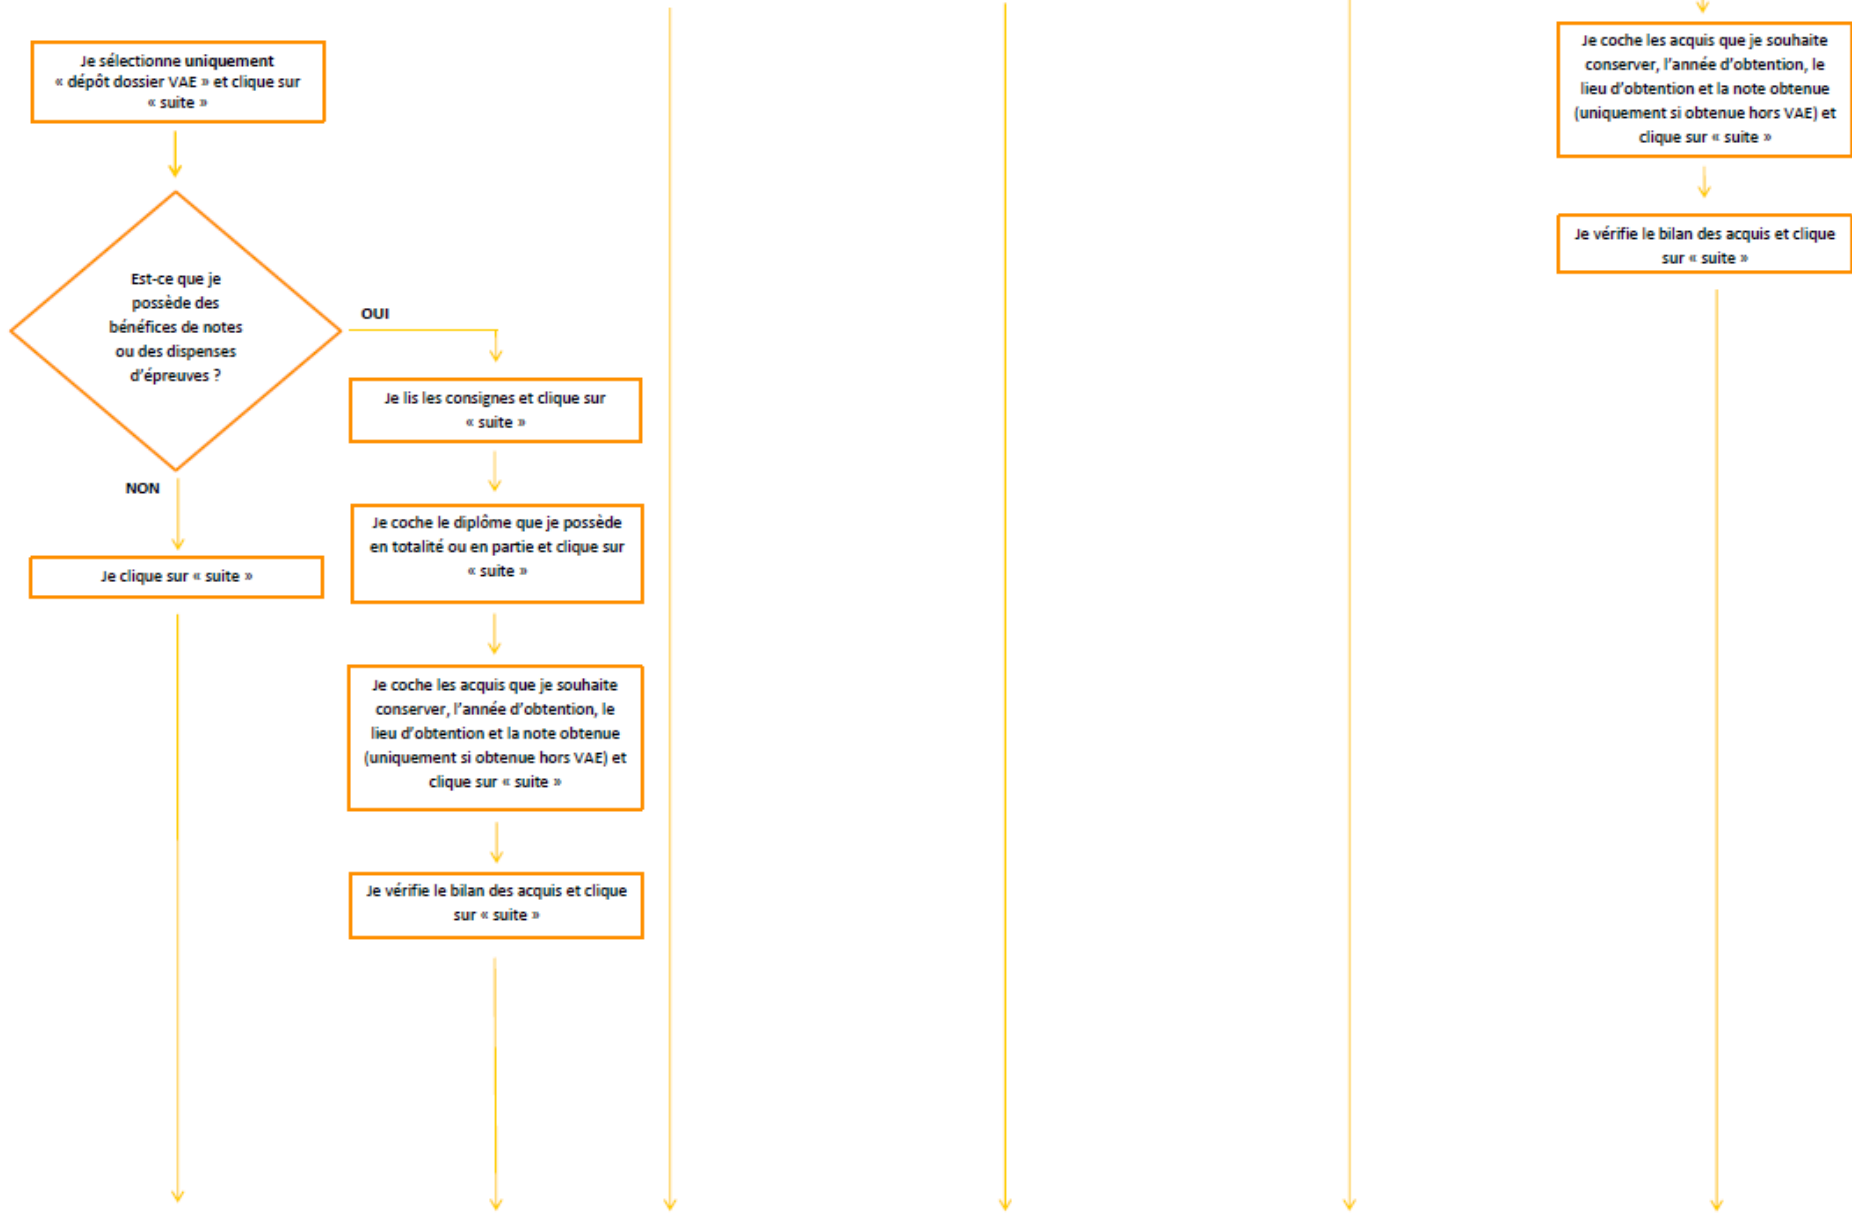 Je sélectionne uniquement
« dépôt dossier VAE » et clique sur
« suite »
Est-ce que je
possède des
bénéfices de notes
ou des dispenses
d'épreuves ?
OUI
NON
Je clique sur « suite »
Je lis les consignes et clique sur
« suite »
Je coche le diplôme que je possède
en totalité ou en partie et clique sur
« suite »
Je coche les acquis que je souhaite
conserver, l'année d'obtention, le
lieu d'obtention et la note obtenue
(uniquement si obtenue hors VAE) et
clique sur « suite »
Je vérifie le bilan des acquis et clique
sur « suite »
Je coche les acquis que je souhaite
conserver, l'année d'obtention, le
lieu d'obtention et la note obtenue
(uniquement si obtenue hors VAE) et
clique sur « suite »
Je vérifie le bilan des acquis et clique
sur « suite »